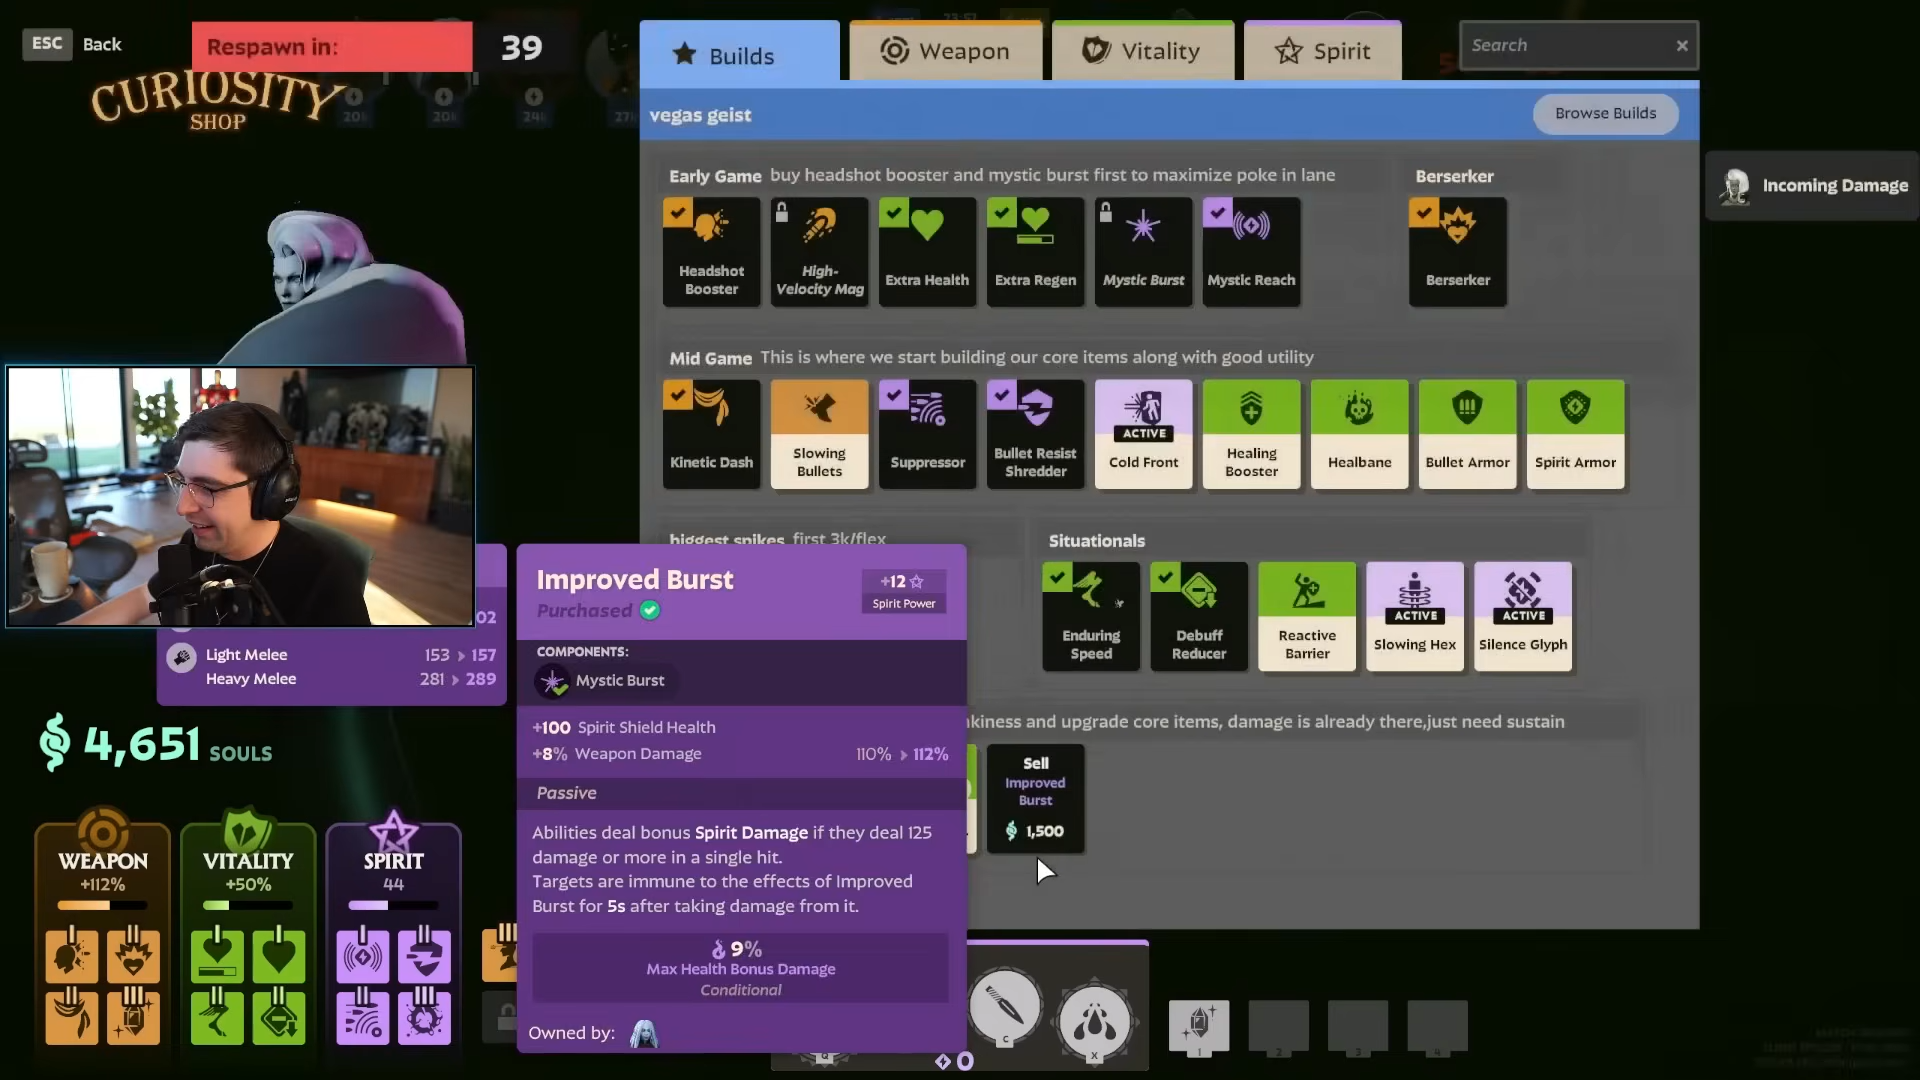 ESC Back
Respawn in: 39
CURIOSITY
SHOP
20k 20k 24k 27k
Builds
Weapon
Vitality
Spirit
Search
vegas geist
Browse Builds
Incoming Damage
Early Game buy headshot booster and mystic burst first to maximize poke in lane
Berserker
Headshot Booster
High-Velocity Mag
Extra Health
Extra Regen
Mystic Burst
Mystic Reach
Berserker
Mid Game This is where we start building our core items along with good utility
Kinetic Dash
Slowing Bullets
Suppressor
Bullet Resist Shredder
ACTIVE
Cold Front
Healing Booster
Healbane
Bullet Armor
Spirit Armor
biggest spikes first 3k/flex
Situationals
Enduring Speed
Debuff Reducer
Reactive Barrier
ACTIVE
Slowing Hex
ACTIVE
Silence Glyph
kiness and upgrade core items, damage is already there,just need sustain
Sell
Improved Burst
1,500
Improved Burst
Purchased
+12
Spirit Power
COMPONENTS:
Mystic Burst
+100 Spirit Shield Health
+8% Weapon Damage 110% > 112%
Passive
Abilities deal bonus Spirit Damage if they deal 125
damage or more in a single hit.
Targets are immune to the effects of Improved
Burst for 5s after taking damage from it.
9%
Max Health Bonus Damage
Conditional
Owned by:
02
Light Melee 153 > 157
Heavy Melee 281 > 289
4,651 SOULS
WEAPON
+112%
VITALITY
+50%
SPIRIT
44
C
X
1
2
3
4
0